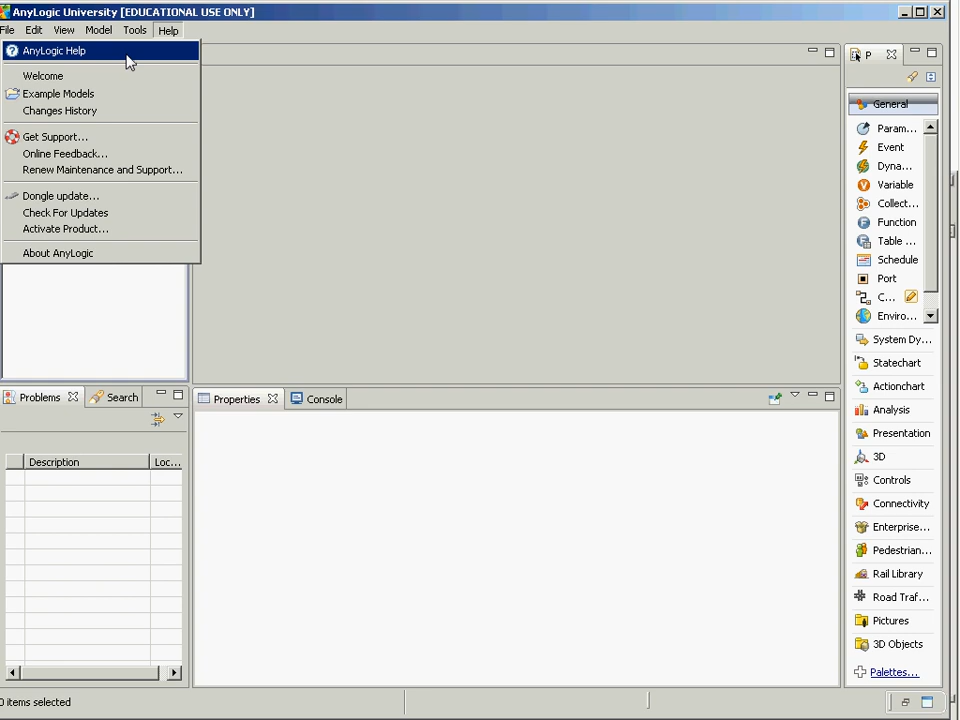 AnyLogic University [EDUCATIONAL USE ONLY]
File Edit View Model Tools Help
AnyLogic Help
Welcome
Example Models
Changes History
Get Support...
Online Feedback...
Renew Maintenance and Support...
Dongle update...
Check For Updates
Activate Product...
About AnyLogic
P
General
Param...
Event
Dyna...
Variable
Collect...
Function
Table ...
Schedule
Port
C...
Enviro...
System Dy...
Statechart
Actionchart
Analysis
Presentation
3D
Controls
Connectivity
Enterprise...
Pedestrian...
Rail Library
Road Traf...
Pictures
3D Objects
Palettes...
Problems Search
Description Loc...
Properties Console
0 items selected